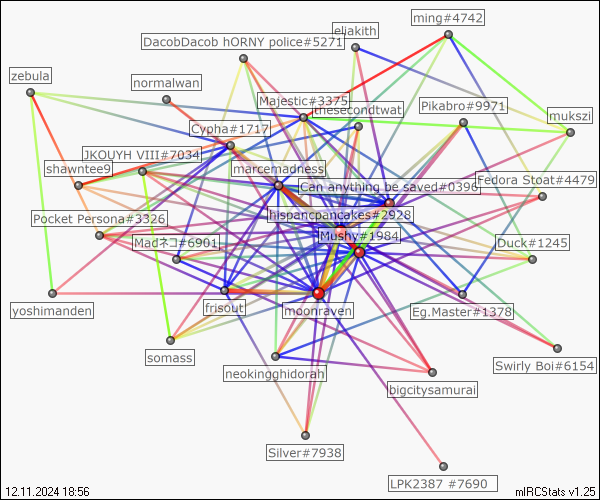 ming#4742
eliakith
DacobDacob hORNY police#5271
zebula
normalwan
Majestic#3375
thesecondtwat
Pikabro#9971
mukszi
Cypha#1717
JKOUYH VIII#7034
shawntee9
marcemadness
Can anything be saved#0396
Fedora Stoat#4479
Pocket Persona#3326
hispancpancakes#2928
Mushy#1984
Madネコ#6901
Duck#1245
yoshimanden
frisout
moonraven
Eg.Master#1378
somass
neokingghidorah
Swirly Boi#6154
bigcitysamurai
Silver#7938
LPK2387 #7690
12.11.2024 18:56
mIRCStats v1.25